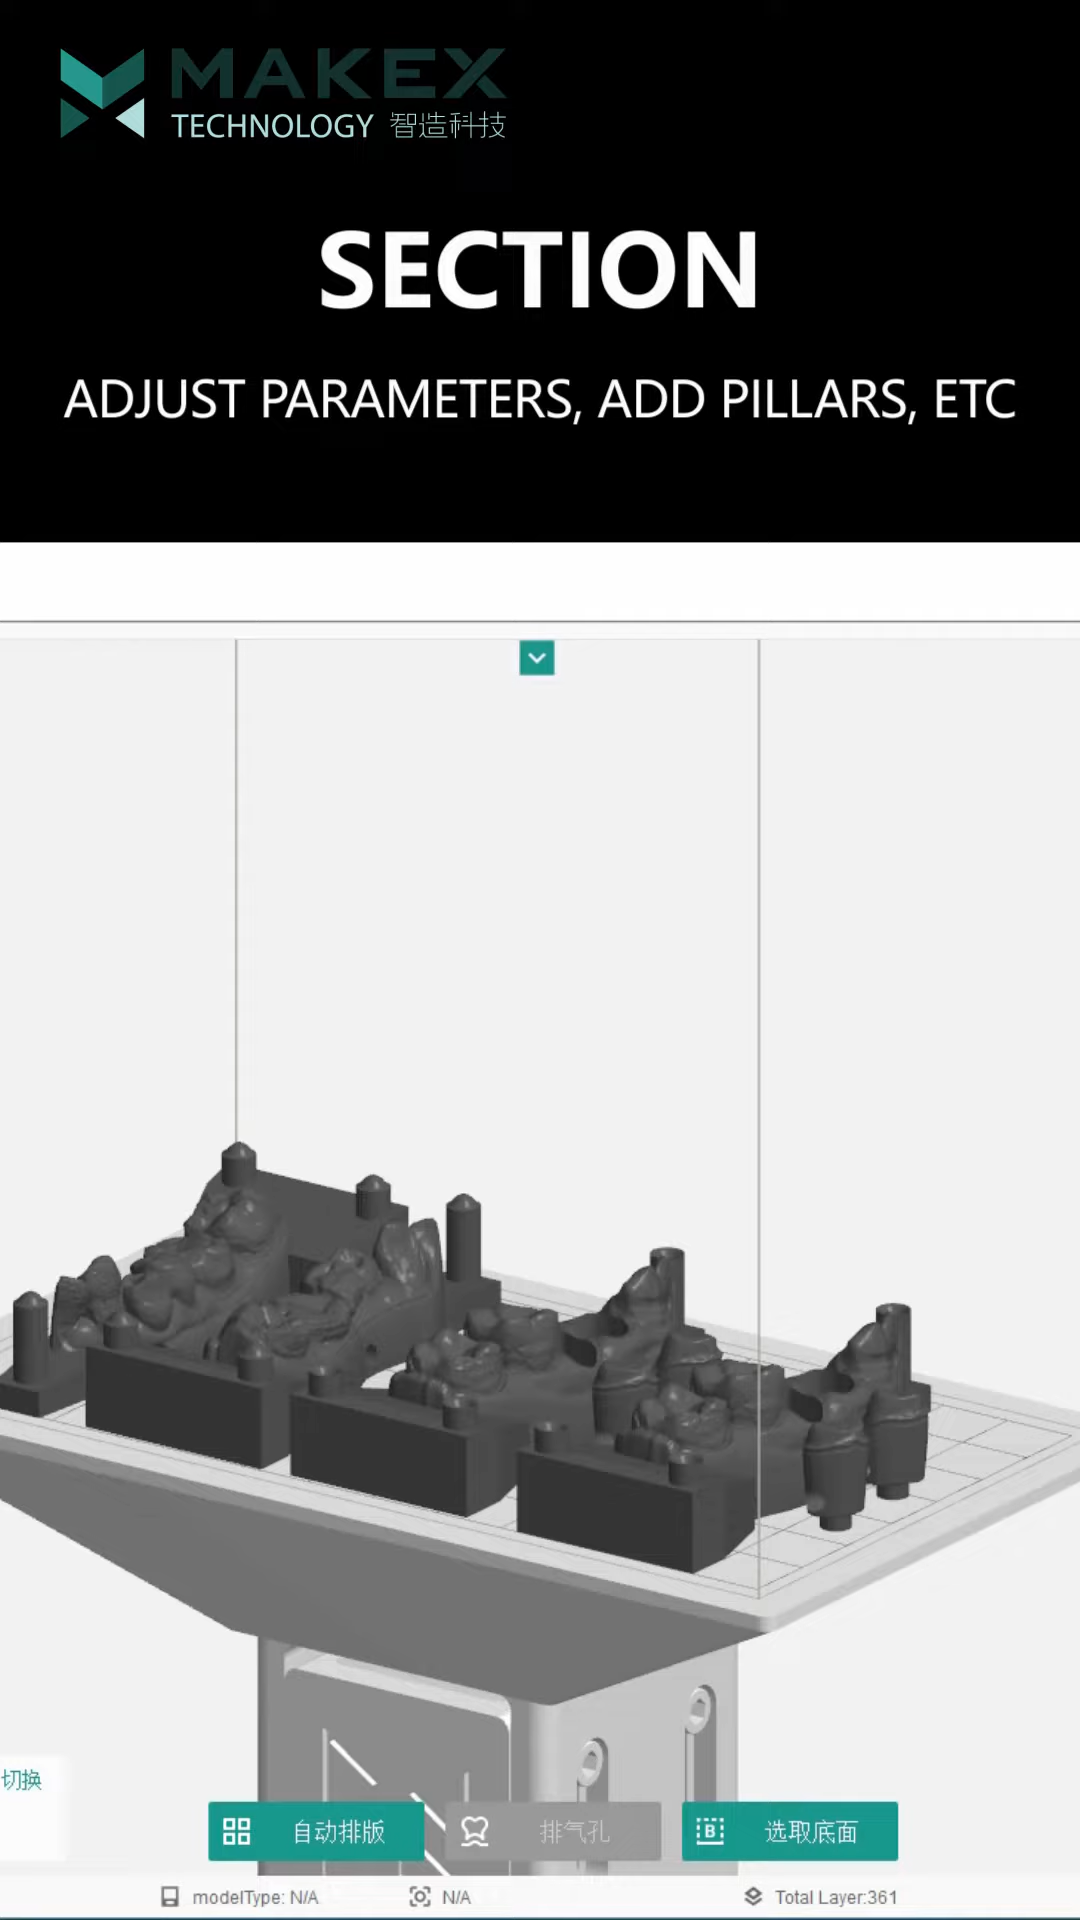 MAKEX
TECHNOLOGY 智造科技
SECTION
ADJUST PARAMETERS, ADD PILLARS, ETC
切换
自动排版
排气孔
B
选取底面
modelType: N/A
N/A
Total Layer:361